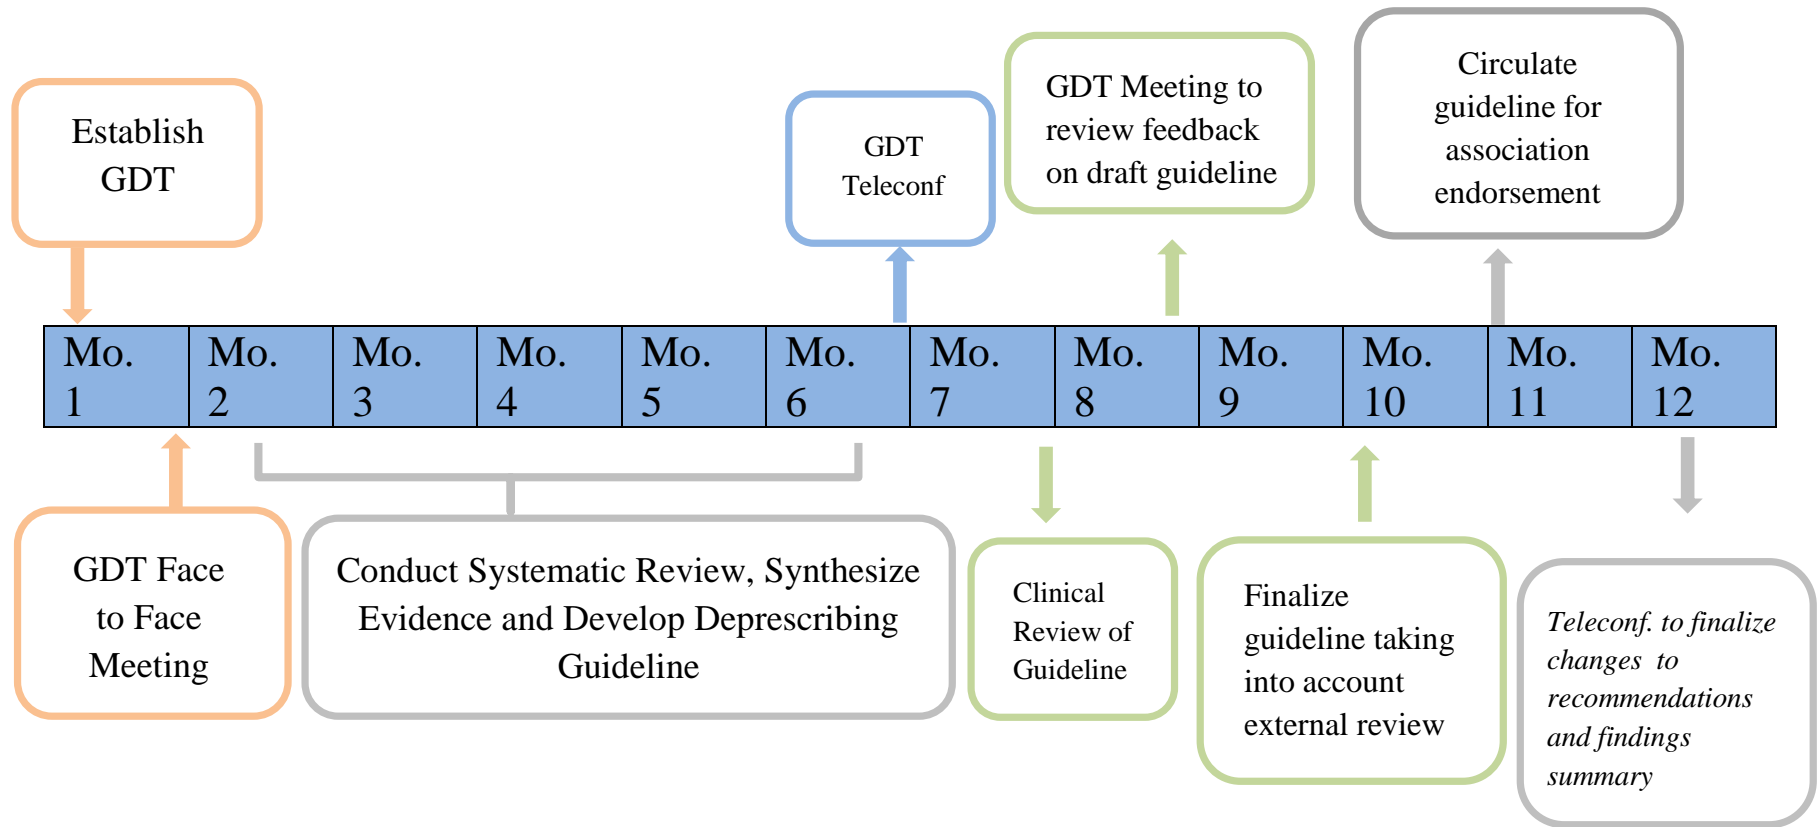 Establish
GDT
GDT
Teleconf
GDT Meeting to
review feedback
on draft guideline
Circulate
guideline for
association
endorsement
Mo.
1
Mo.
2
Mo.
3
Mo.
4
Mo.
5
Mo.
6
Mo.
7
Mo.
8
Mo.
9
Mo.
10
Mo.
11
Mo.
12
GDT Face
to Face
Meeting
Conduct Systematic Review, Synthesize
Evidence and Develop Deprescribing
Guideline
Clinical
Review of
Guideline
Finalize
guideline taking
into account
external review
Teleconf. to finalize
changes to
recommendations
and findings
summary